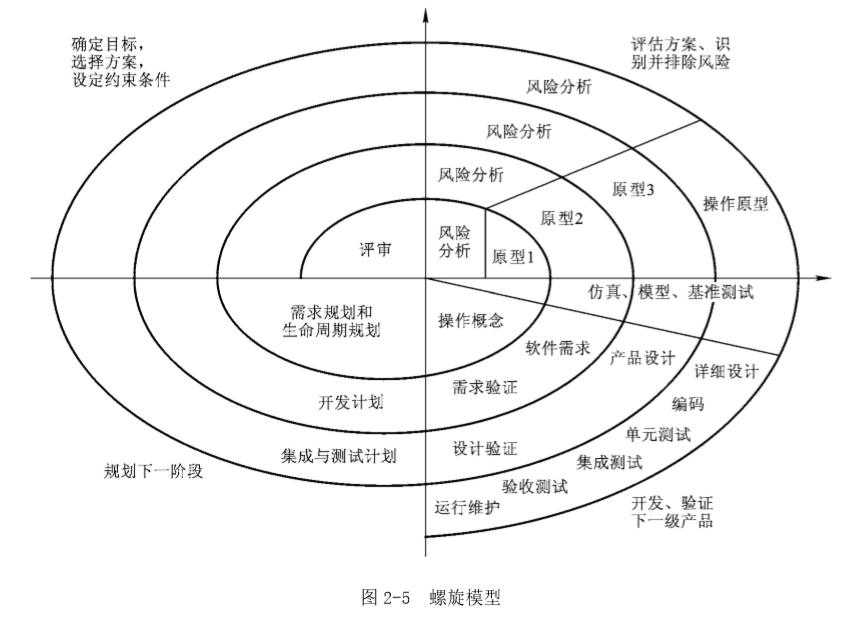 确定目标，
选择方案，
设定约束条件
评估方案、识
别并排除风险
风险分析
风险分析
风险分析
风险
分析
评审
原型1
原型2
原型3
操作原型
仿真、模型、基准测试
需求规划和
生命周期规划
操作概念
软件需求
产品设计
详细设计
开发计划
需求验证
编码
单元测试
集成与测试计划
设计验证
集成测试
规划下一阶段
验收测试
运行维护
开发、验证
下一级产品
图 2-5 螺旋模型